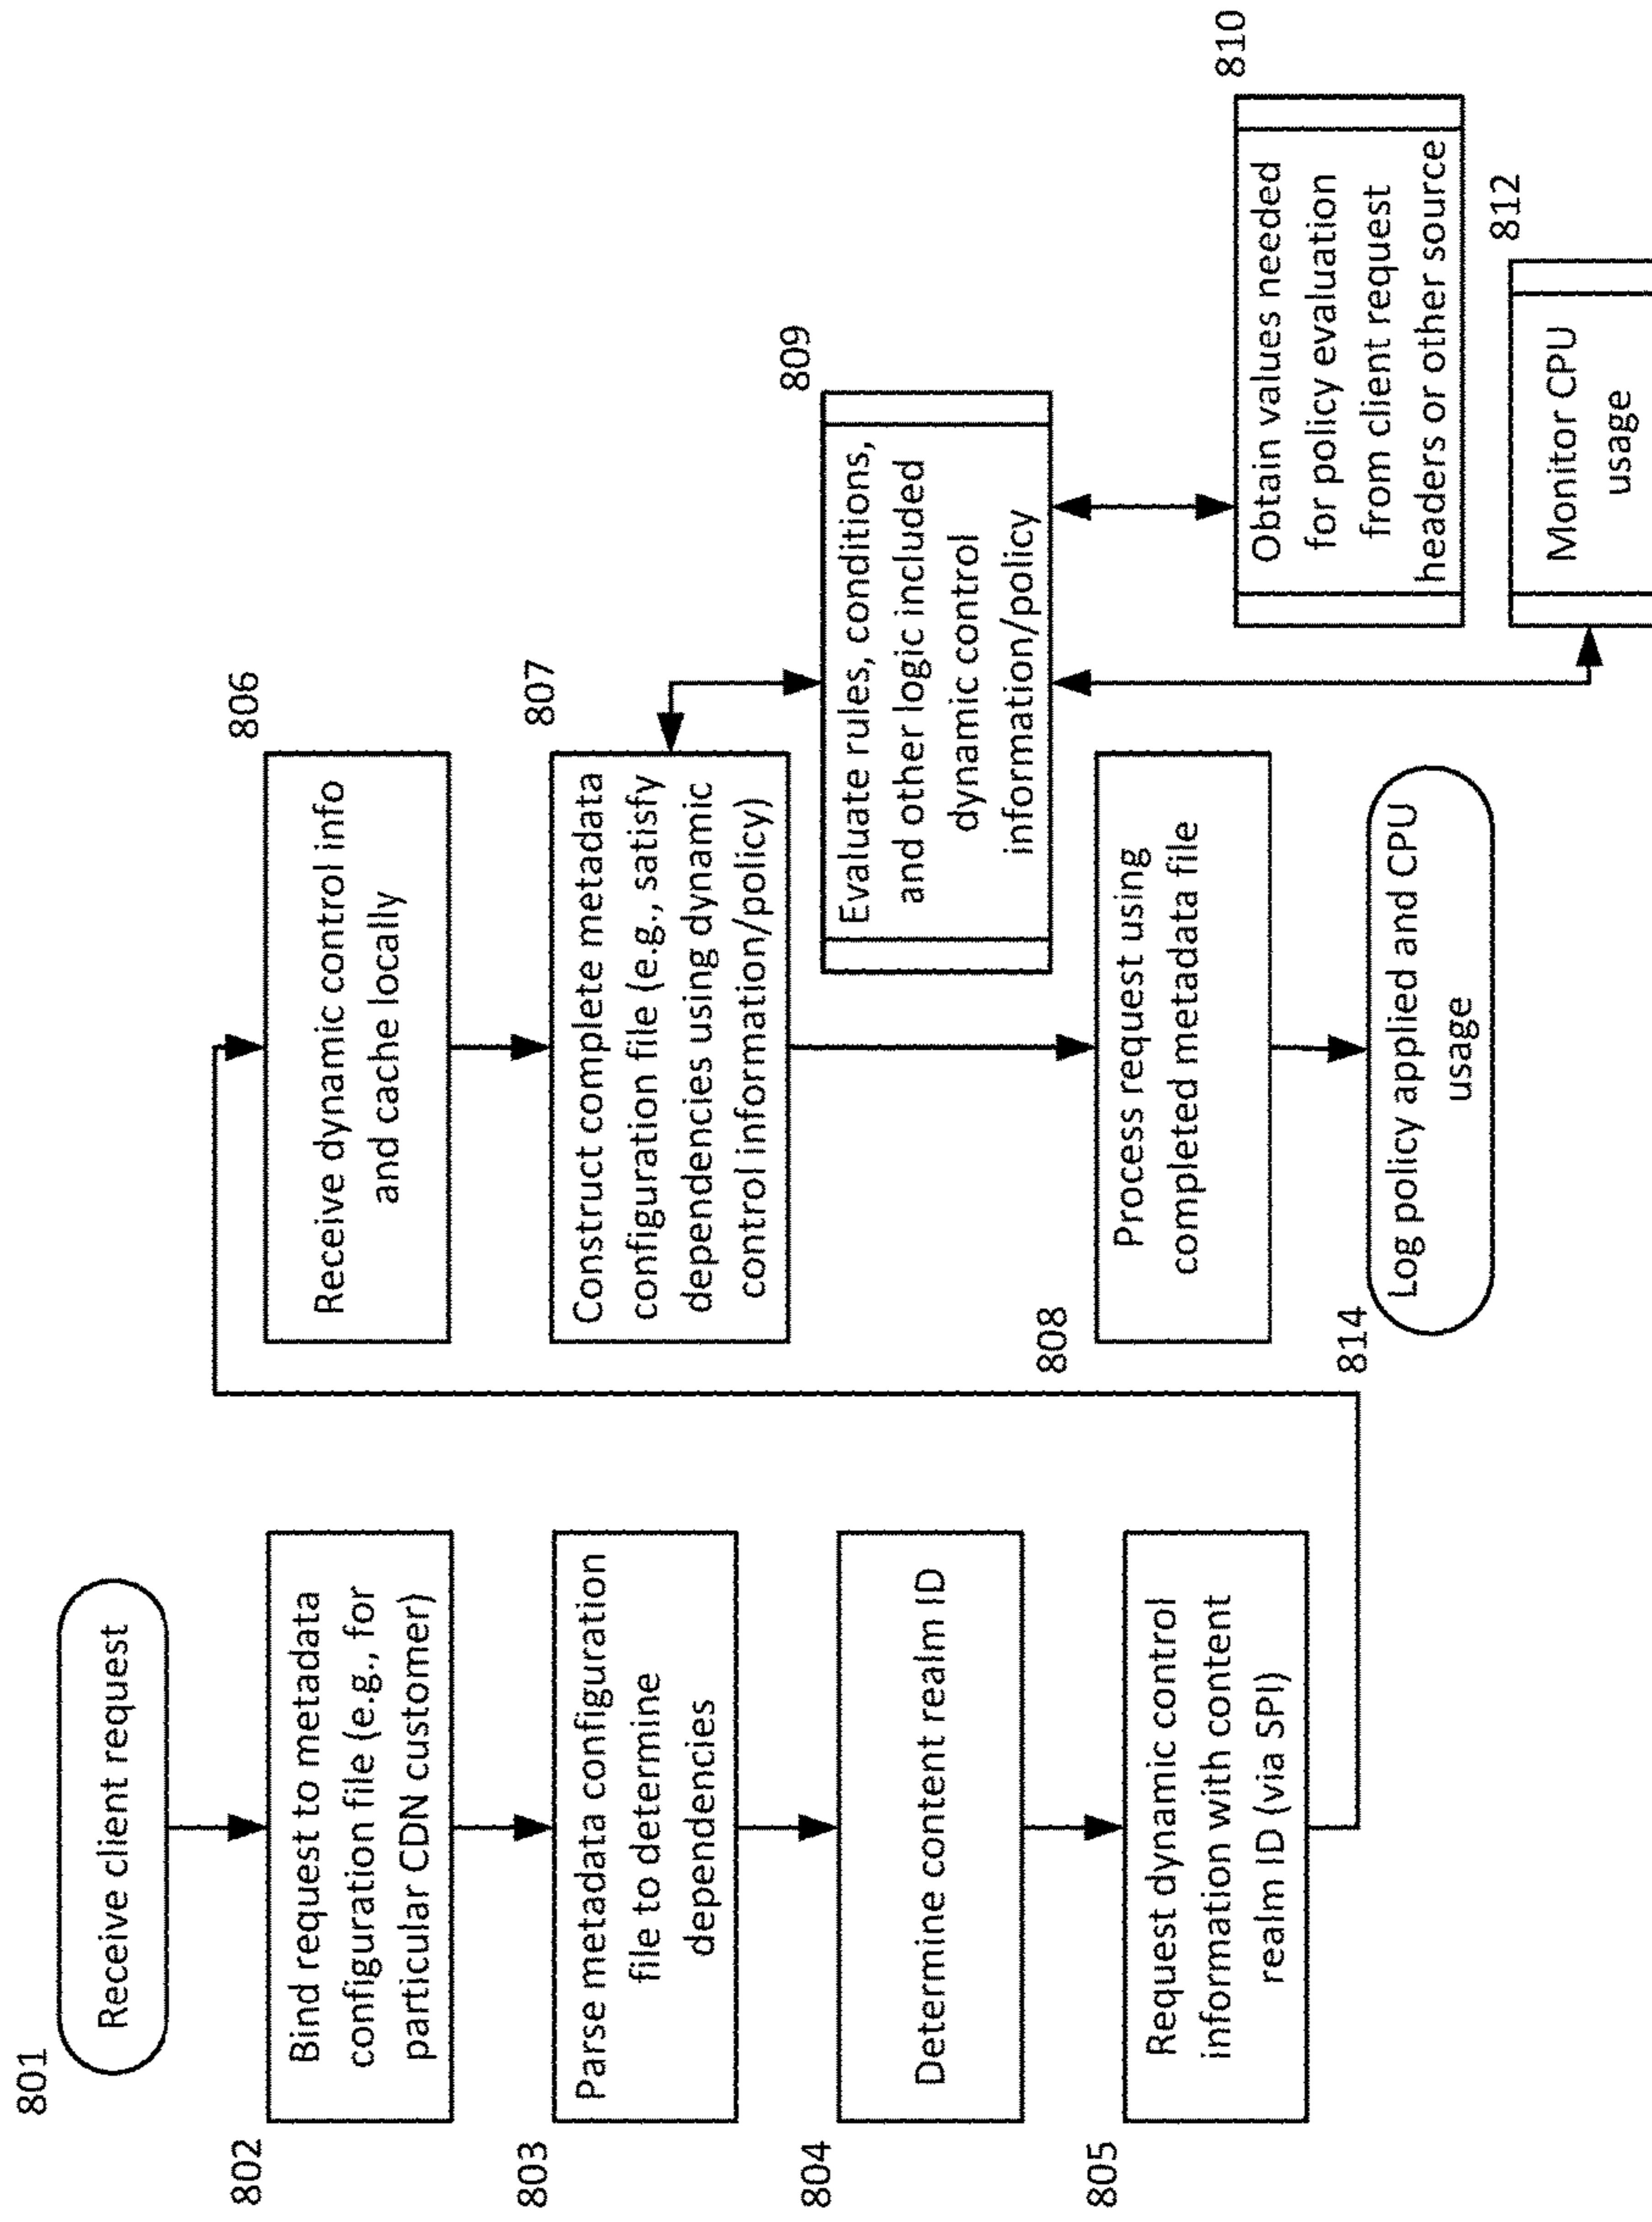 801
Receive client request
802
Bind request to metadata
configuration file (e.g., for
particular CDN customer)
803
Parse metadata configuration
file to determine
dependencies
804
Determine content realm ID
805
Request dynamic control
information with content
realm ID (via SPI)
806
Receive dynamic control info
and cache locally
807
Construct complete metadata
configuration file (e.g., satisfy
dependencies using dynamic
control information/policy)
808
Process request using
completed metadata file
814
Log policy applied and CPU
usage
809
Evaluate rules, conditions,
and other logic included
dynamic control
information/policy
810
Obtain values needed
for policy evaluation
from client request
headers or other source
812
Monitor CPU
usage